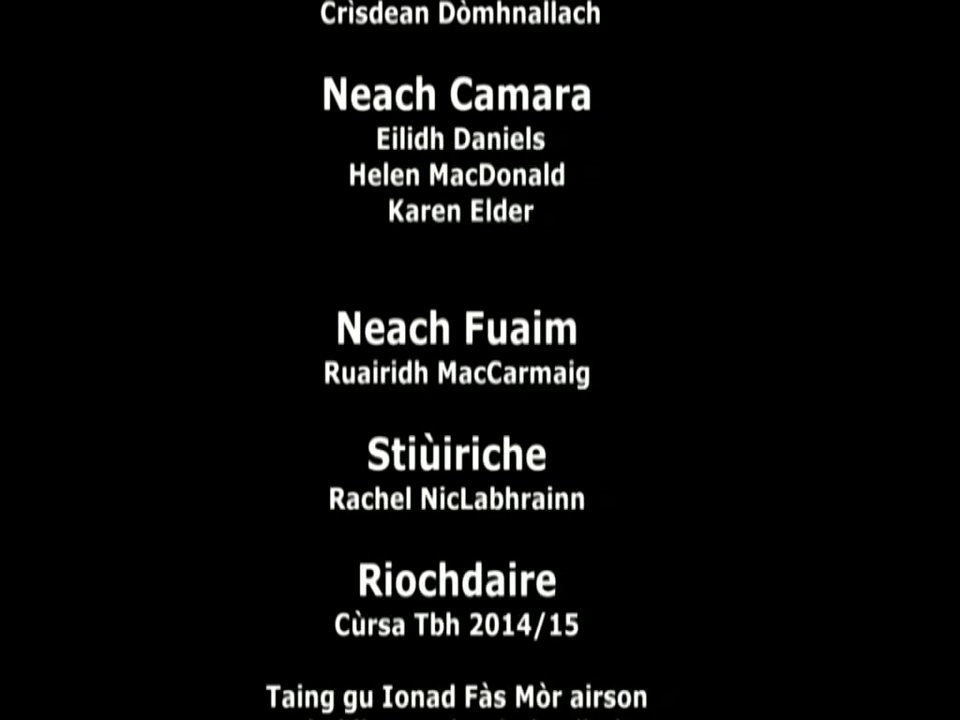 Crìsdean Dòmhnallach
Neach Camara
Eilidh Daniels
Helen MacDonald
Karen Elder
Neach Fuaim
Ruairidh MacCarmaig
Stiùiriche
Rachel NicLabhrainn
Riochdaire
Cùrsa Tbh 2014/15
Taing gu Ionad Fàs Mòr airson